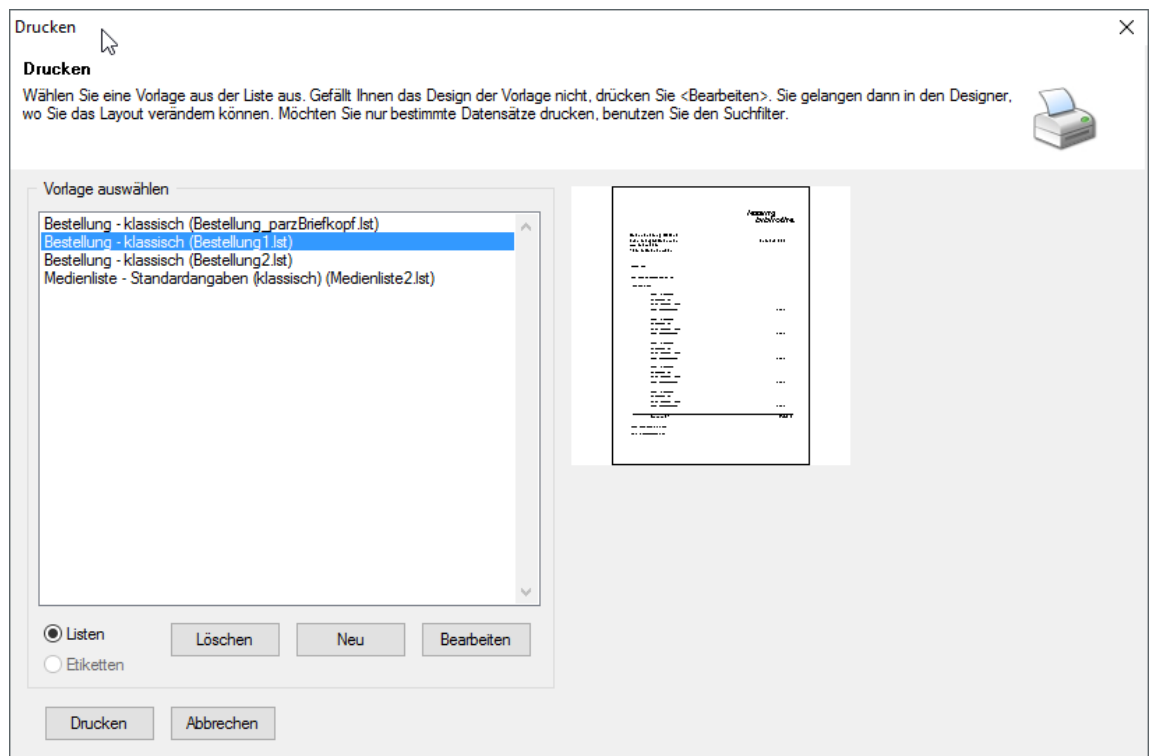 Drucken
Drucken
Wählen Sie eine Vorlage aus der Liste aus. Gefällt Ihnen das Design der Vorlage nicht, drücken Sie <Bearbeiten>. Sie gelangen dann in den Designer,
wo Sie das Layout verändern können. Möchten Sie nur bestimmte Datensätze drucken, benutzen Sie den Suchfilter.
Vorlage auswählen
Bestellung - klassisch (Bestellung_parzBriefkopf.lst)
Bestellung - klassisch (Bestellung1.lst)
Bestellung - klassisch (Bestellung2.lst)
Medienliste - Standardangaben (klassisch) (Medienliste2.lst)
Listen
Etiketten
Löschen
Neu
Bearbeiten
Drucken
Abbrechen